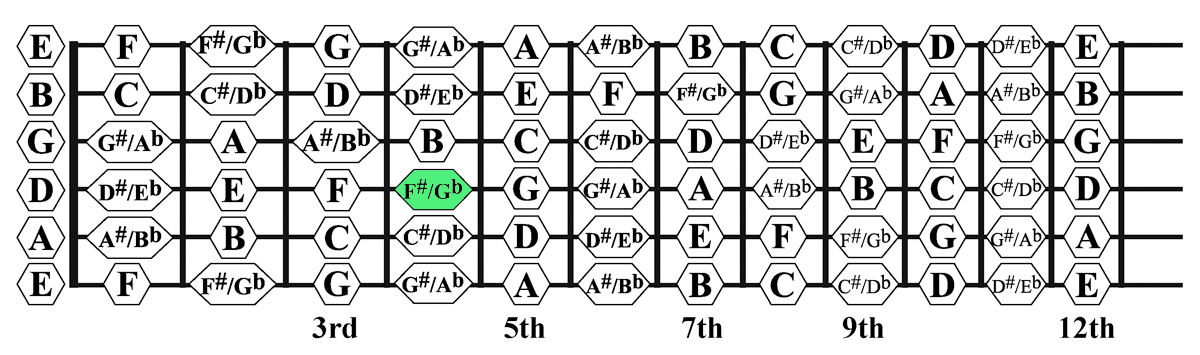 E F F#/Gb G G#/Ab A A#/Bb B C C#/Db D D#/Eb E
B C C#/Db D D#/Eb E F F#/Gb G G#/Ab A A#/Bb B
G G#/Ab A A#/Bb B C C#/Db D D#/Eb E F F#/Gb G
D D#/Eb E F F#/Gb G G#/Ab A A#/Bb B C C#/Db D
A A#/Bb B C C#/Db D D#/Eb E F F#/Gb G G#/Ab A
E F F#/Gb G G#/Ab A A#/Bb B C C#/Db D D#/Eb E
3rd 5th 7th 9th 12th